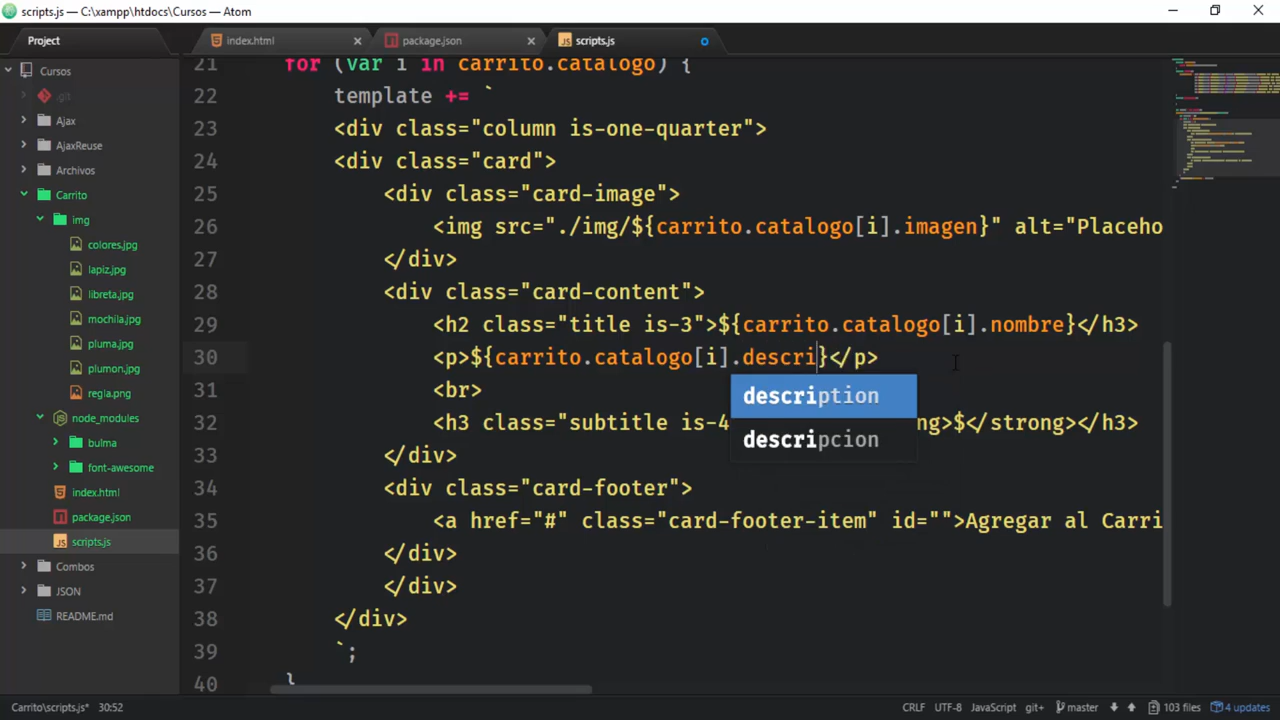 scripts.js — C:\xampp\htdocs\Cursos — Atom
Project
index.html
package.json
scripts.js
Cursos
.git
Ajax
AjaxReuse
Archivos
Carrito
img
colores.jpg
lapiz.jpg
libreta.jpg
mochila.jpg
pluma.jpg
plumon.jpg
regla.jpg
node_modules
bulma
font-awesome
index.html
package.json
scripts.js
Combos
JSON
README.md
21 for (var i in carrito.catalogo) {
22 template += `
23 <div class="column is-one-quarter">
24 <div class="card">
25 <div class="card-image">
26 <img src="./img/${carrito.catalogo[i].imagen}" alt="Placeho
27 </div>
28 <div class="card-content">
29 <h2 class="title is-3">${carrito.catalogo[i].nombre}</h3>
30 <p>${carrito.catalogo[i].descri}</p>
31 <br>
description
32 <h3 class="subtitle is-4 ng>$</strong></h3>
descripcion
33 </div>
34 <div class="card-footer">
35 <a href="#" class="card-footer-item" id="">Agregar al Carri
36 </div>
37 </div>
38 </div>
39 `;
40 }
Carrito\scripts.js* 30:52 CRLF UTF-8 JavaScript git+ master 103 files 4 updates